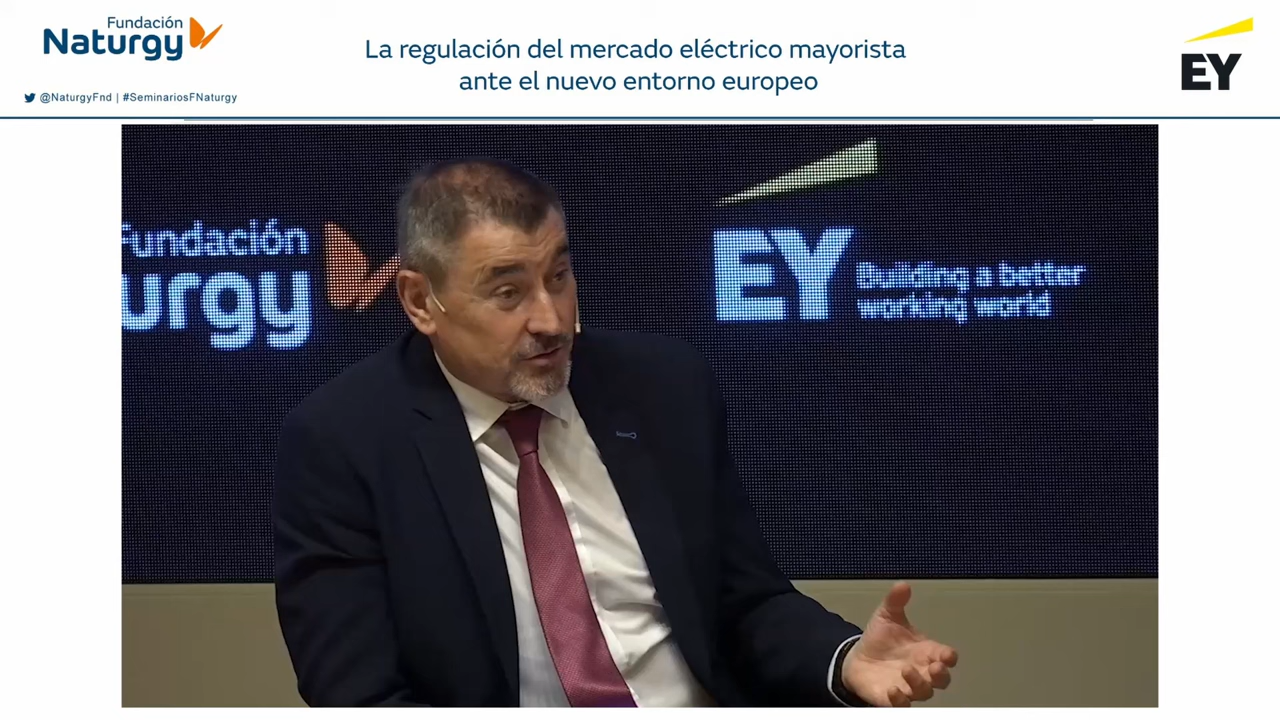 Fundación
Naturgy
@NaturgyFnd | #SeminariosFNaturgy
La regulación del mercado eléctrico mayorista
ante el nuevo entorno europeo
EY
Fundación
urgy
EY
Building a better
working world